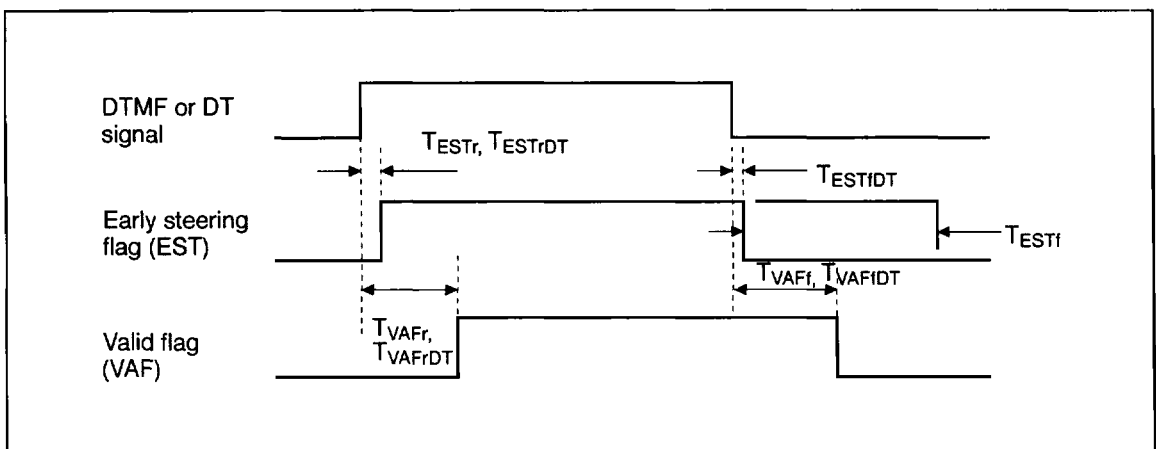 DTMF or DT
signal
TESTr, TESTrDT
TESTfDT
Early steering
flag (EST)
TESTf
TVAFf, TVAFfDT
Valid flag
(VAF)
TVAFr,
TVAFrDT